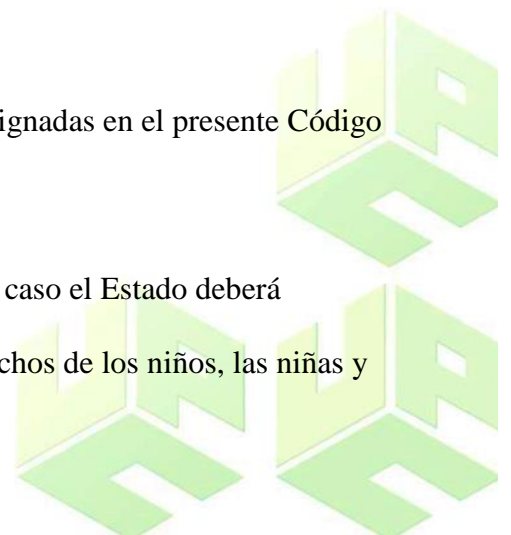 ignadas en el presente Código
caso el Estado deberá
chos de los niños, las niñas y